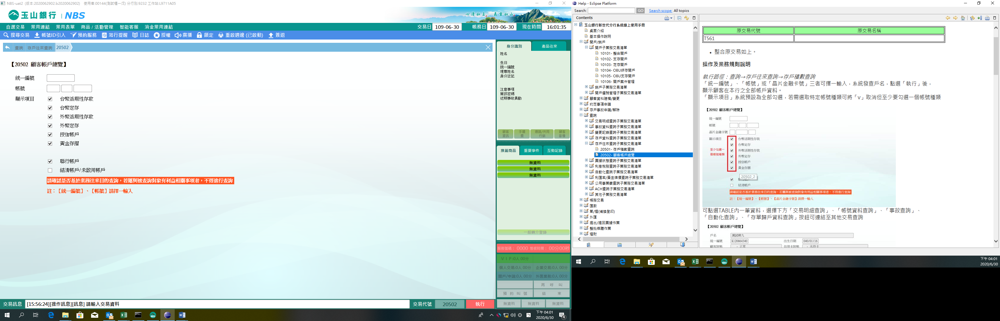 NBS-uat2 (版本:2020062902.b2020062902) 使用者:00144(測試櫃一戊) 分行別:9232 工作站:L9711A05
玉山銀行 | NBS
心清如玉, 義重如山。
自選交易 常用連結 常用表單 商品 / 活動管理 智能客服 消金常用連結
交易日 109-06-30 帳務日 109-06-30 現在時間 16:01:35
搜尋交易 帳號ID引入 預約服務 蒞行提醒 日誌 授權 廣播 鎖定 重啟週邊 (已啟動) 簽退
查詢 存戶往來查詢 20502
【20502 顧客帳戶總覽】
統一編號
帳號
顯示項目
台幣活期性存款
台幣定存
外幣活期性存款
外幣定存
授信帳戶
黃金存摺
聯行帳戶
結清帳戶/未啟用帳戶
請確認是否基於業務往來目的查詢,若屬與被查詢對象有利益相關事項者,不得進行查詢
註:【統一編號】、【帳號】請擇一輸入
身分識別 產品往來
姓名
生日
統一編號
理專姓名
身分註記
注意事項
簡訊密碼
近期事故異動
顧客資訊 手續費 通路/共同行銷 顧客影像
推薦商品 重要事件 互動記錄
無資料
無資料
無資料
一般轉介登錄
服務號碼: 0000 等候時間: 00分00秒
VIP:0人 00分
個人交易:0人 00分 企業交易:0人 00分
開戶/申請:0人 00分 外匯業務:0人 00分
再 呼 叫
預 約 叫 號 結 束
無資料 無資料 無資料
交易訊息 [15:56:24][操作訊息][訊息] 請輸入交易資料
交易代號 20502 執行
下午 04:01
2020/6/30
4
Help - Eclipse Platform
Search: GO Search scope: All topics
Contents
玉山銀行新世代分行系統線上使用手冊
桌面介紹
基本操作說明
開戶/銷戶
開戶子業務交易清單
10101- 整合開戶
10102- 支存開戶
10103- 定存開戶
10104- OBU綜存開戶
10105- OBU支存開戶
10106- 開戶案件管理
銷戶子業務交易清單
開戶選號管理子業務交易清單
顧客資料建檔/變更
約定事項申請
存戶事故申請/解除
查詢
交易明細查詢子業務交易清單
事故資料查詢子業務交易清單
變更記錄查詢子業務交易清單
存戶資料查詢子業務交易清單
存戶往來查詢子業務交易清單
20501- 存戶積數查詢
20502- 顧客帳戶總覽
票據狀態查詢子業務交易清單
利息稅務查詢子業務交易清單
自動化查詢子業務交易清單
利匯率/黃金牌價查詢子業務交易清單
公用事業費查詢子業務交易清單
ACH查詢子業務交易清單
其他子業務交易清單
帳務交易
匯款
單/摺(補換登印)
外匯
提出/提回票據作業
整批媒體作業
理財
原交易代號 原交易名稱
T561
• 整合原交易如上。
操作及業務規則說明
執行路徑:查詢→存戶往來查詢→存戶積數查詢
「統一編號」、「帳號」或「晶片金融卡號」三者可擇一輸入,系統發查戶名,點選「執行」後,
顯示顧客在本行之全部帳戶資料。
「顯示項目」系統預設為全部勾選,若需選取特定帳號種類可將「v」取消但至少要勾選一個帳號種類
【20502 顧客帳戶總覽】
統一編號
帳號
晶片金融卡號
顯示項目
台幣活期性存款
台幣定存
至少勾選一
個帳號種類
外幣活期性存款
外幣定存
授信帳戶
黃金存摺
20502_2
結清帳戶
請確認是否基於業務往來目的查詢,若屬與被查詢對象有利益相關事項者,不得進行查詢
註:【統一編號】、【帳號】、【晶片金融卡號】請擇一輸入
可點選TABLE內一筆資料,選擇下方「交易明細查詢」、「帳號資料查詢」、「事故查詢」、
「自動化查詢」、「存單歸戶資料查詢」按鈕可連結至其他交易查詢
【20502 顧客帳戶總覽】
戶名 測試晴九
統一編號 K120864340 出生日期 040/01/16
顧客狀態 - 正常 信用卡狀態 - 未持卡
下午 04:01
2020/6/30